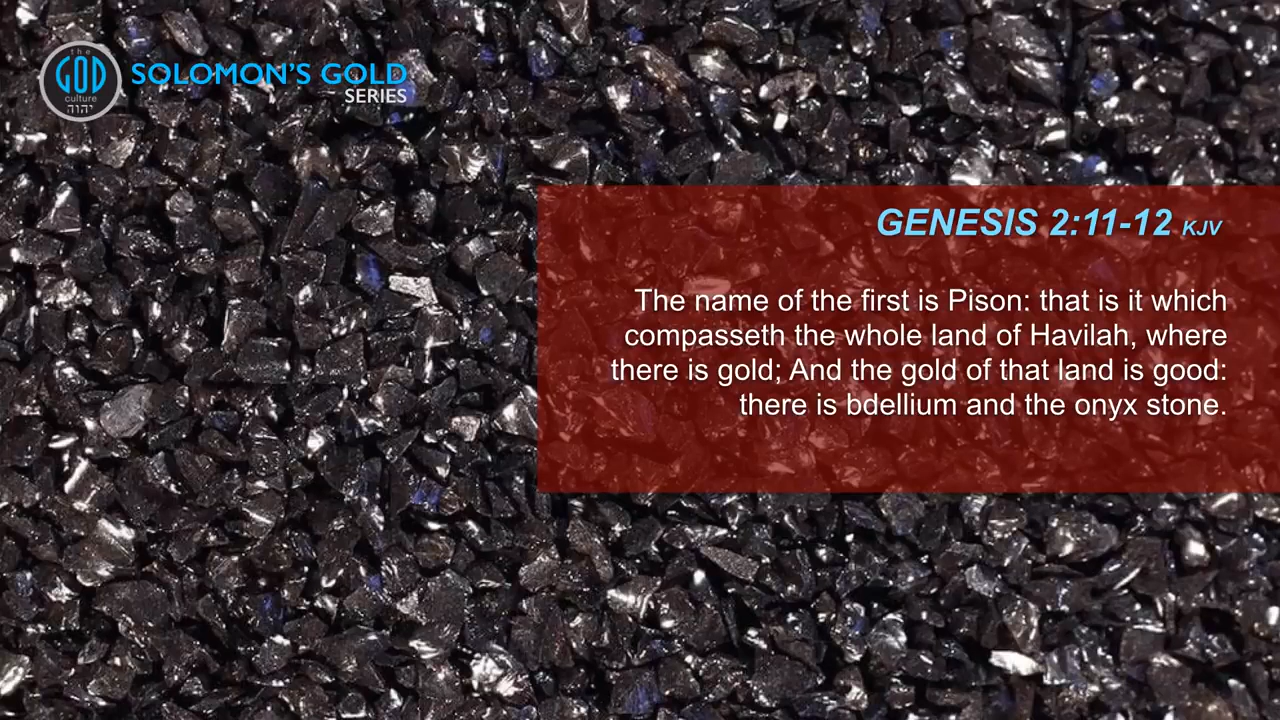 the
GOD
culture
יהוה
SOLOMON'S GOLD
SERIES
GENESIS 2:11-12 KJV
The name of the first is Pison: that is it which
compasseth the whole land of Havilah, where
there is gold; And the gold of that land is good:
there is bdellium and the onyx stone.